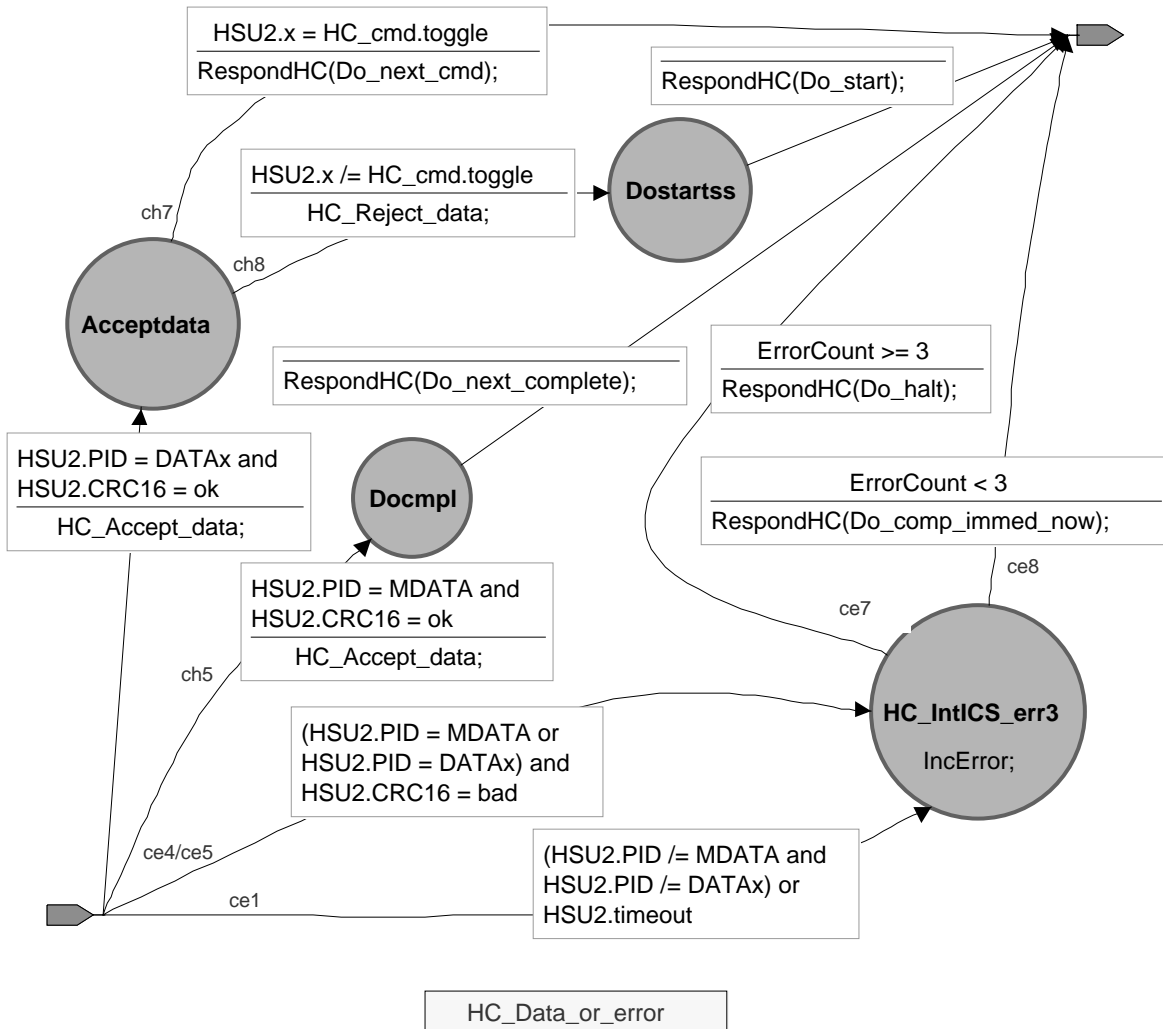 HSU2.x = HC_cmd.toggle
RespondHC(Do_next_cmd);
RespondHC(Do_start);
HSU2.x /= HC_cmd.toggle
HC_Reject_data;
Dostartss
ch7
ch8
Acceptdata
ErrorCount >= 3
RespondHC(Do_halt);
RespondHC(Do_next_complete);
HSU2.PID = DATAx and
HSU2.CRC16 = ok
HC_Accept_data;
Docmpl
ErrorCount < 3
RespondHC(Do_comp_immed_now);
ce8
ce7
HSU2.PID = MDATA and
HSU2.CRC16 = ok
HC_Accept_data;
ch5
HC_IntICS_err3
IncError;
(HSU2.PID = MDATA or
HSU2.PID = DATAx) and
HSU2.CRC16 = bad
ce4/ce5
(HSU2.PID /= MDATA and
HSU2.PID /= DATAx) or
HSU2.timeout
ce1
HC_Data_or_error